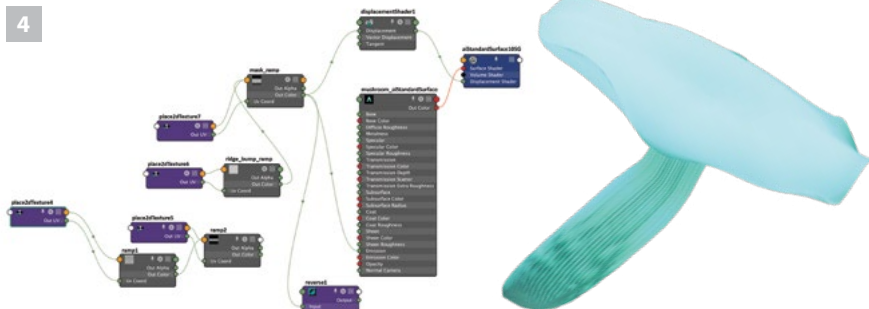 4
displacementShader1
Displacement
Vector Displacement
Tangent
aiStandardSurface10SG
Surface Shader
Volume Shader
Displacement Shader
mask_ramp
Out Alpha
Out Color
Uv Coord
mushroom_aiStandardSurface
Out Color
Base
Base Color
Diffuse Roughness
Metalness
Specular
Specular Color
Specular Roughness
Transmission
Transmission Color
Transmission Depth
Transmission Scatter
Transmission Extra Roughness
Subsurface
Subsurface Color
Subsurface Radius
Coat
Coat Color
Coat Roughness
Sheen
Sheen Color
Sheen Roughness
Emission
Emission Color
Opacity
Normal Camera
place2dTexture7
Out UV
place2dTexture6
Out UV
ridge_bump_ramp
Out Alpha
Out Color
Uv Coord
place2dTexture4
Out UV
place2dTexture5
Out UV
ramp2
Out Alpha
Out Color
Uv Coord
ramp1
Out Alpha
Out Color
Uv Coord
reverse1
Output
Input